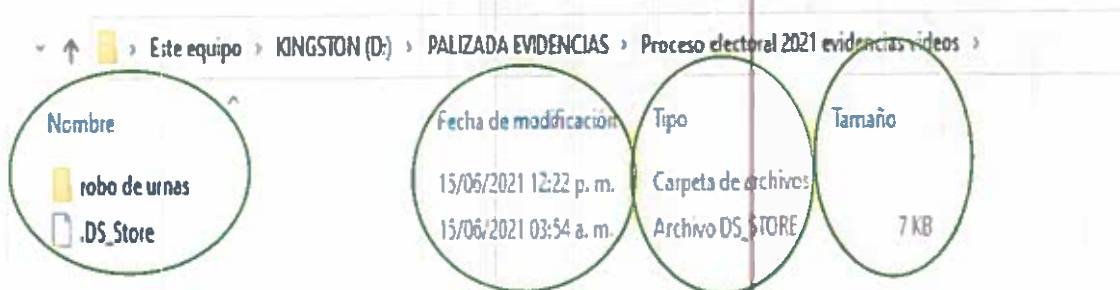 Este equipo > KINGSTON (D:) > PALIZADA EVIDENCIAS > Proceso electoral 2021 evidencias videos >
Nombre Fecha de modificación Tipo Tamaño
robo de urnas 15/06/2021 12:22 p. m. Carpeta de archivos
.DS_Store 15/06/2021 03:54 a. m. Archivo DS_STORE 7 KB